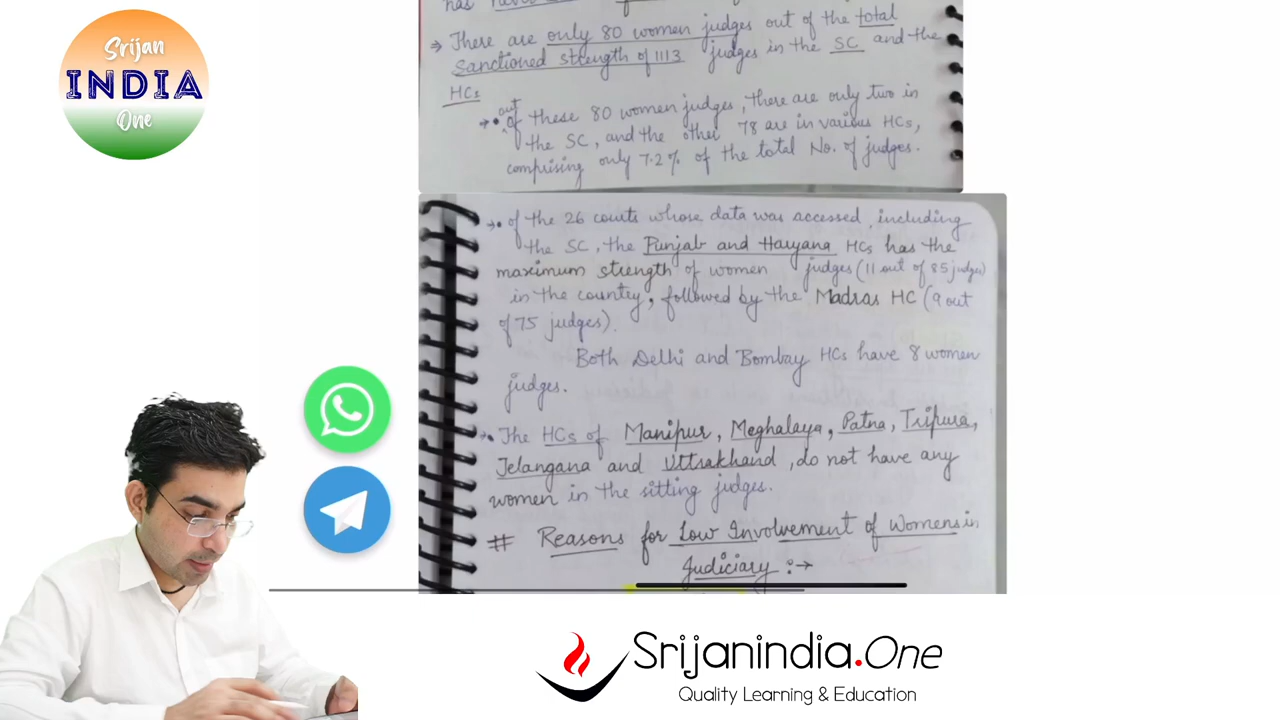 Srijan
INDIA
One
There are only 80 women judges out of the total
Sanctioned strength of 1113 judges in the SC and the
HCs
out
of these 80 women judges, there are only two in
the SC, and the other 78 are in various HCs,
comprising only 7.2% of the total No. of judges.
of the 26 courts whose data was accessed, including
the SC, the Punjab and Haryana HCs has the
maximum strength of women judges (11 out of 85 judges)
in the country, followed by the Madras HC (9 out
of 75 judges).
Both Delhi and Bombay HCs have 8 women
judges.
The HCs of Manipur, Meghalaya, Patna, Tripura,
Telangana and Uttrakhand, do not have any
women in the sitting judges.
# Reasons for Low Involvement of Womens in
Judiciary :→
Srijanindia.One
Quality Learning & Education